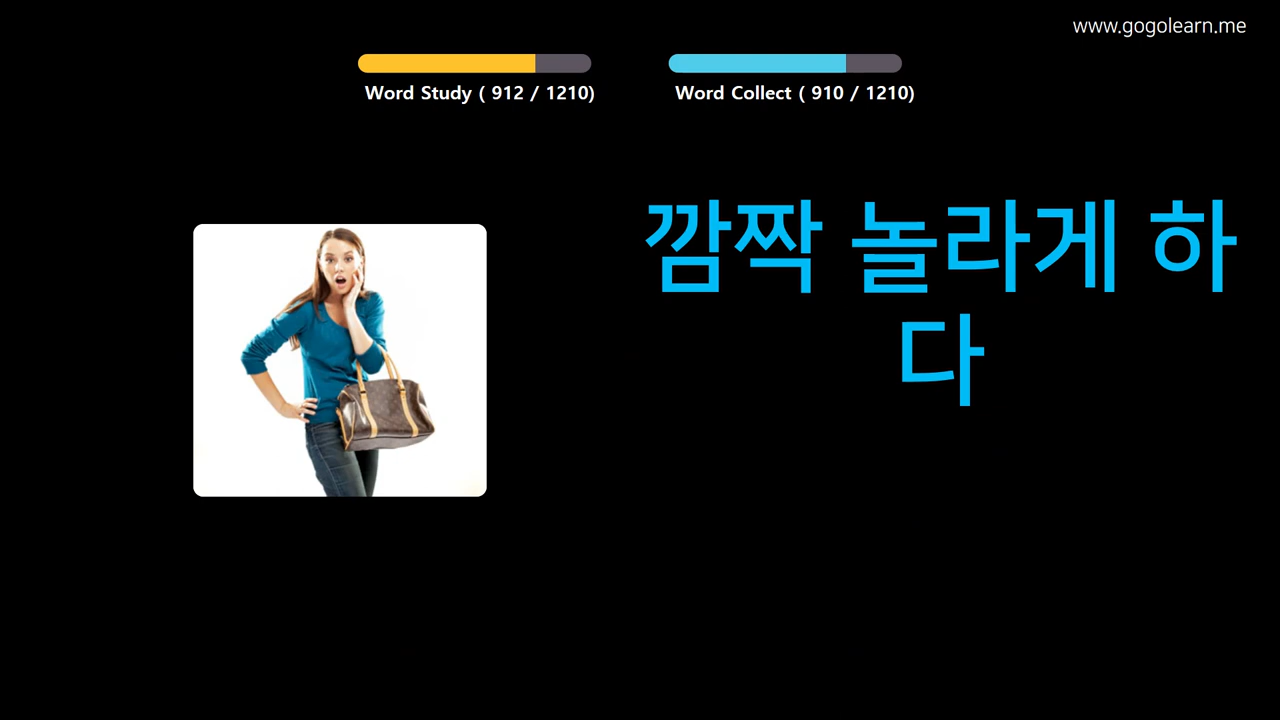 www.gogolearn.me
Word Study ( 912 / 1210)
Word Collect ( 910 / 1210)
깜짝 놀라게 하
다